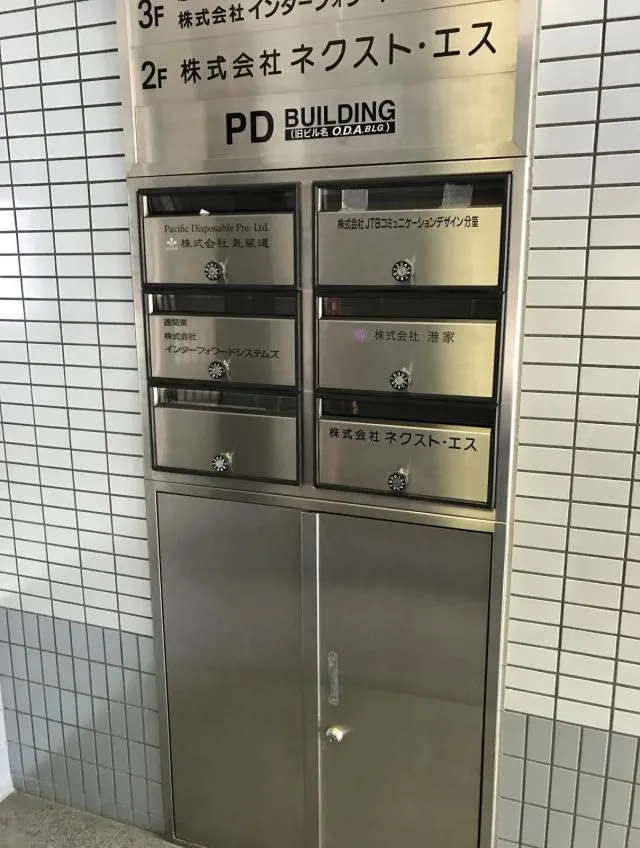 3F 株式会社インターフォワード
2F 株式会社 ネクスト・エス
PD BUILDING
(旧ビル名 O.D.A.BLG.)
Pacific Disposable Pte. Ltd.
株式会社 気装道
株式会社JTBコミュニケーションデザイン分室
通関業
株式会社
インターフォワードシステムズ
株式会社 港家
株式会社 ネクスト・エス